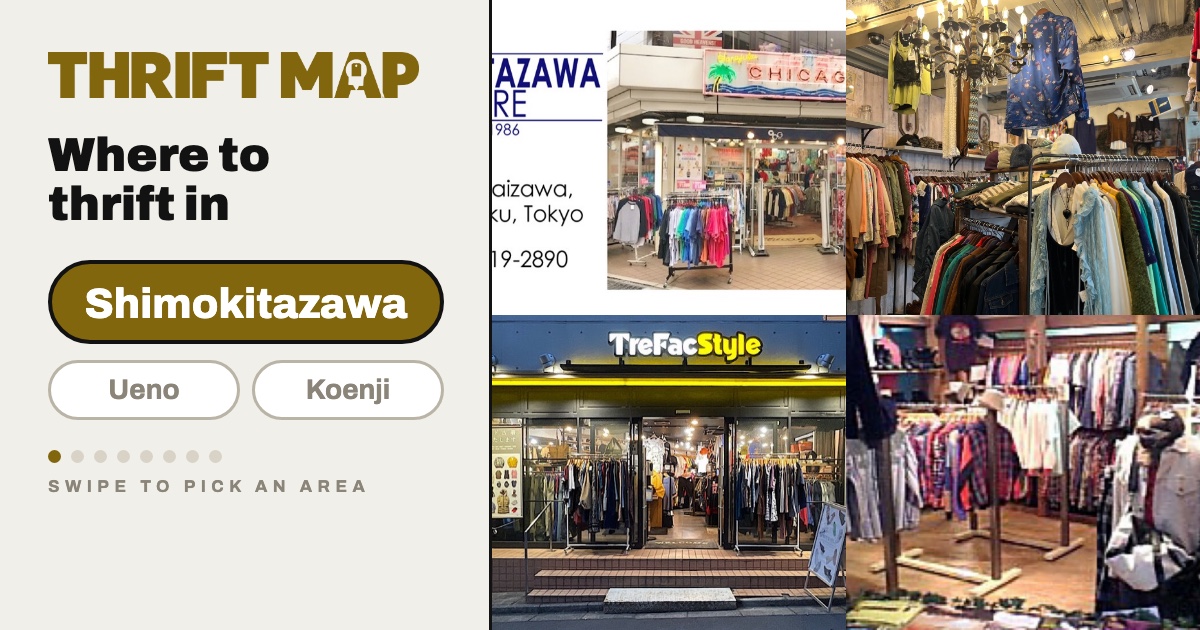 THRIFT MAP
Where to
thrift in
Shimokitazawa
Ueno
Koenji
SWIPE TO PICK AN AREA
TAZAWA
RE
986
aizawa,
ku, Tokyo
19-2890
CHICAG
TreFacStyle